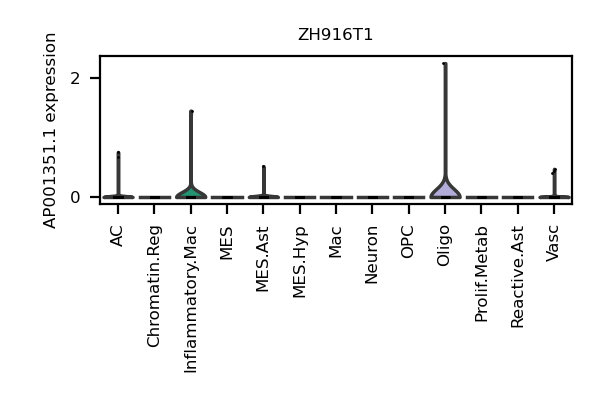 ZH916T1
AP001351.1 expression
2
0
AC
Chromatin.Reg
Inflammatory.Mac
MES
MES.Ast
MES.Hyp
Mac
Neuron
OPC
Oligo
Prolif.Metab
Reactive.Ast
Vasc